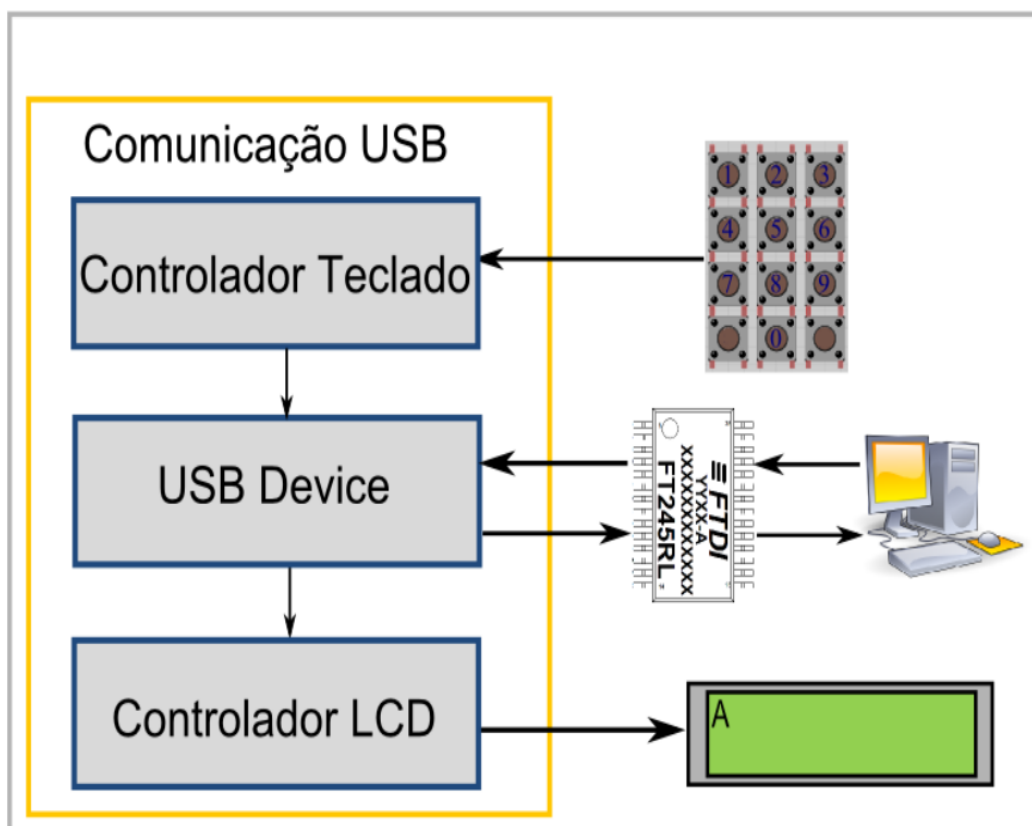 Comunicação USB
Controlador Teclado
1 2 3
4 5 6
7 8 9
0
USB Device
FTDI
YYXX-A
XXXXXXXXXX
FT245RL
Controlador LCD
A